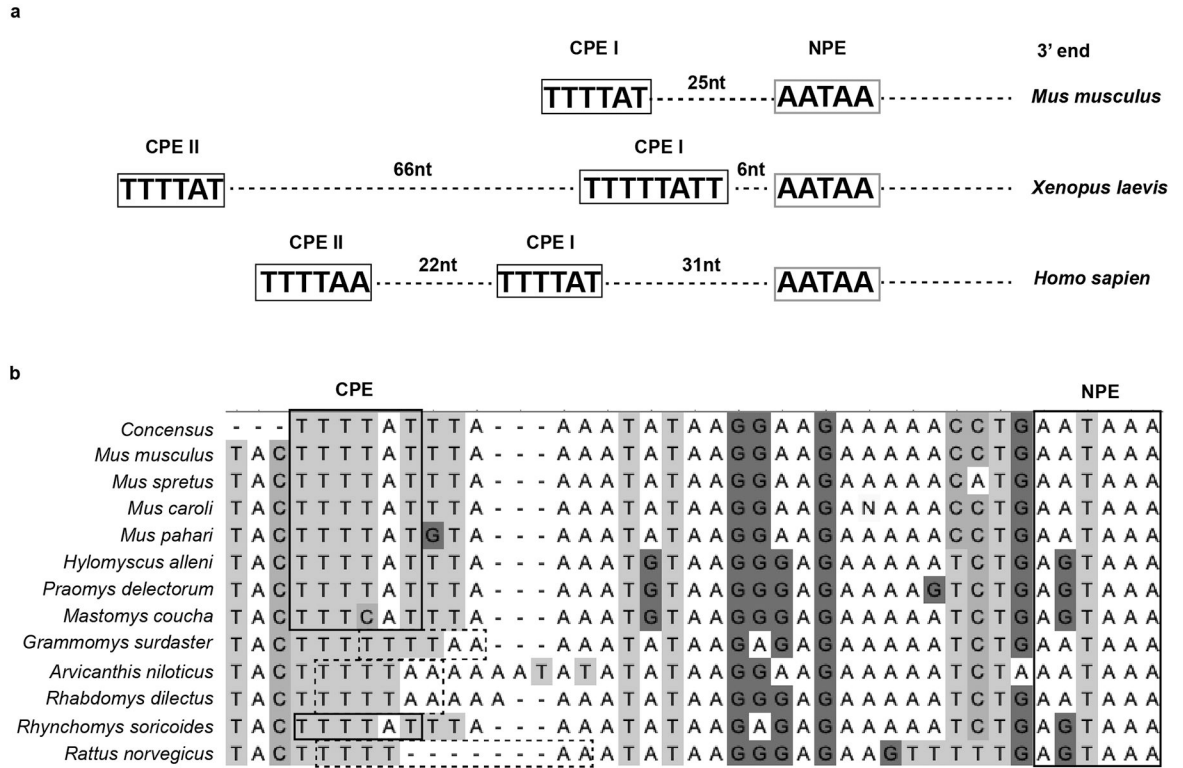 a
CPE I NPE 3' end
TTTTAT 25nt AATAA Mus musculus
CPE II CPE I
TTTTAT 66nt TTTTTATT 6nt AATAA Xenopus laevis
CPE II CPE I
TTTTAA 22nt TTTTAT 31nt AATAA Homo sapien
b
CPE NPE
Concensus - - - T T T T A T T T A - - - A A A T A T A A G G A A G A A A A A C C T G A A T A A A
Mus musculus T A C T T T T A T T T A - - - A A A T A T A A G G A A G A A A A A C C T G A A T A A A
Mus spretus T A C T T T T A T T T A - - - A A A T A T A A G G A A G A A A A A C A T G A A T A A A
Mus caroli T A C T T T T A T T T A - - - A A A T A T A A G G A A G A N A A A C C T G A A T A A A
Mus pahari T A C T T T T A T G T A - - - A A A T A T A A G G A A G A A A A A C C T G A A T A A A
Hylomyscus alleni T A C T T T T A T T T A - - - A A A T G T A A G G G A G A A A A A T C T G A G T A A A
Praomys delectorum T A C T T T T A T T T A - - - A A A T G T A A G G G A G A A A A G T C T G A G T A A A
Mastomys coucha T A C T T T C A T T T A - - - A A A T G T A A G G G A G A A A A A T C T G A G T A A A
Grammomys surdaster T A C T T T T T T T A A - - - A A A T A T A A G A G A G A A A A A T C T G A A T A A A
Arvicanthis niloticus T A C T T T T T A A A A A A T A T A T A T A A G G A A G A A A A A T C T A A A T A A A
Rhabdomys dilectus T A C T T T T T A A A A A - - A A A T A T A A G G G A G A A A A A T C T G A A T A A A
Rhynchomys soricoides T A C T T T T A T T T A - - - A A A T A T A A G A G A G A A A A A T C T G A G T A A A
Rattus norvegicus T A C T T T T T - - - - - - - A A A T A T A A G G G A G A A G T T T T T G A G T A A A